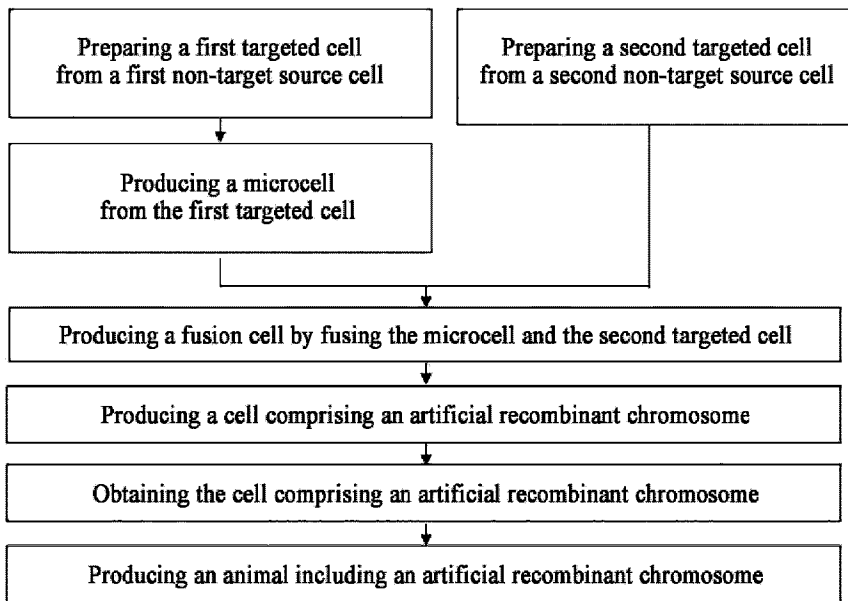 Preparing a first targeted cell
from a first non-target source cell
Preparing a second targeted cell
from a second non-target source cell
Producing a microcell
from the first targeted cell
Producing a fusion cell by fusing the microcell and the second targeted cell
Producing a cell comprising an artificial recombinant chromosome
Obtaining the cell comprising an artificial recombinant chromosome
Producing an animal including an artificial recombinant chromosome